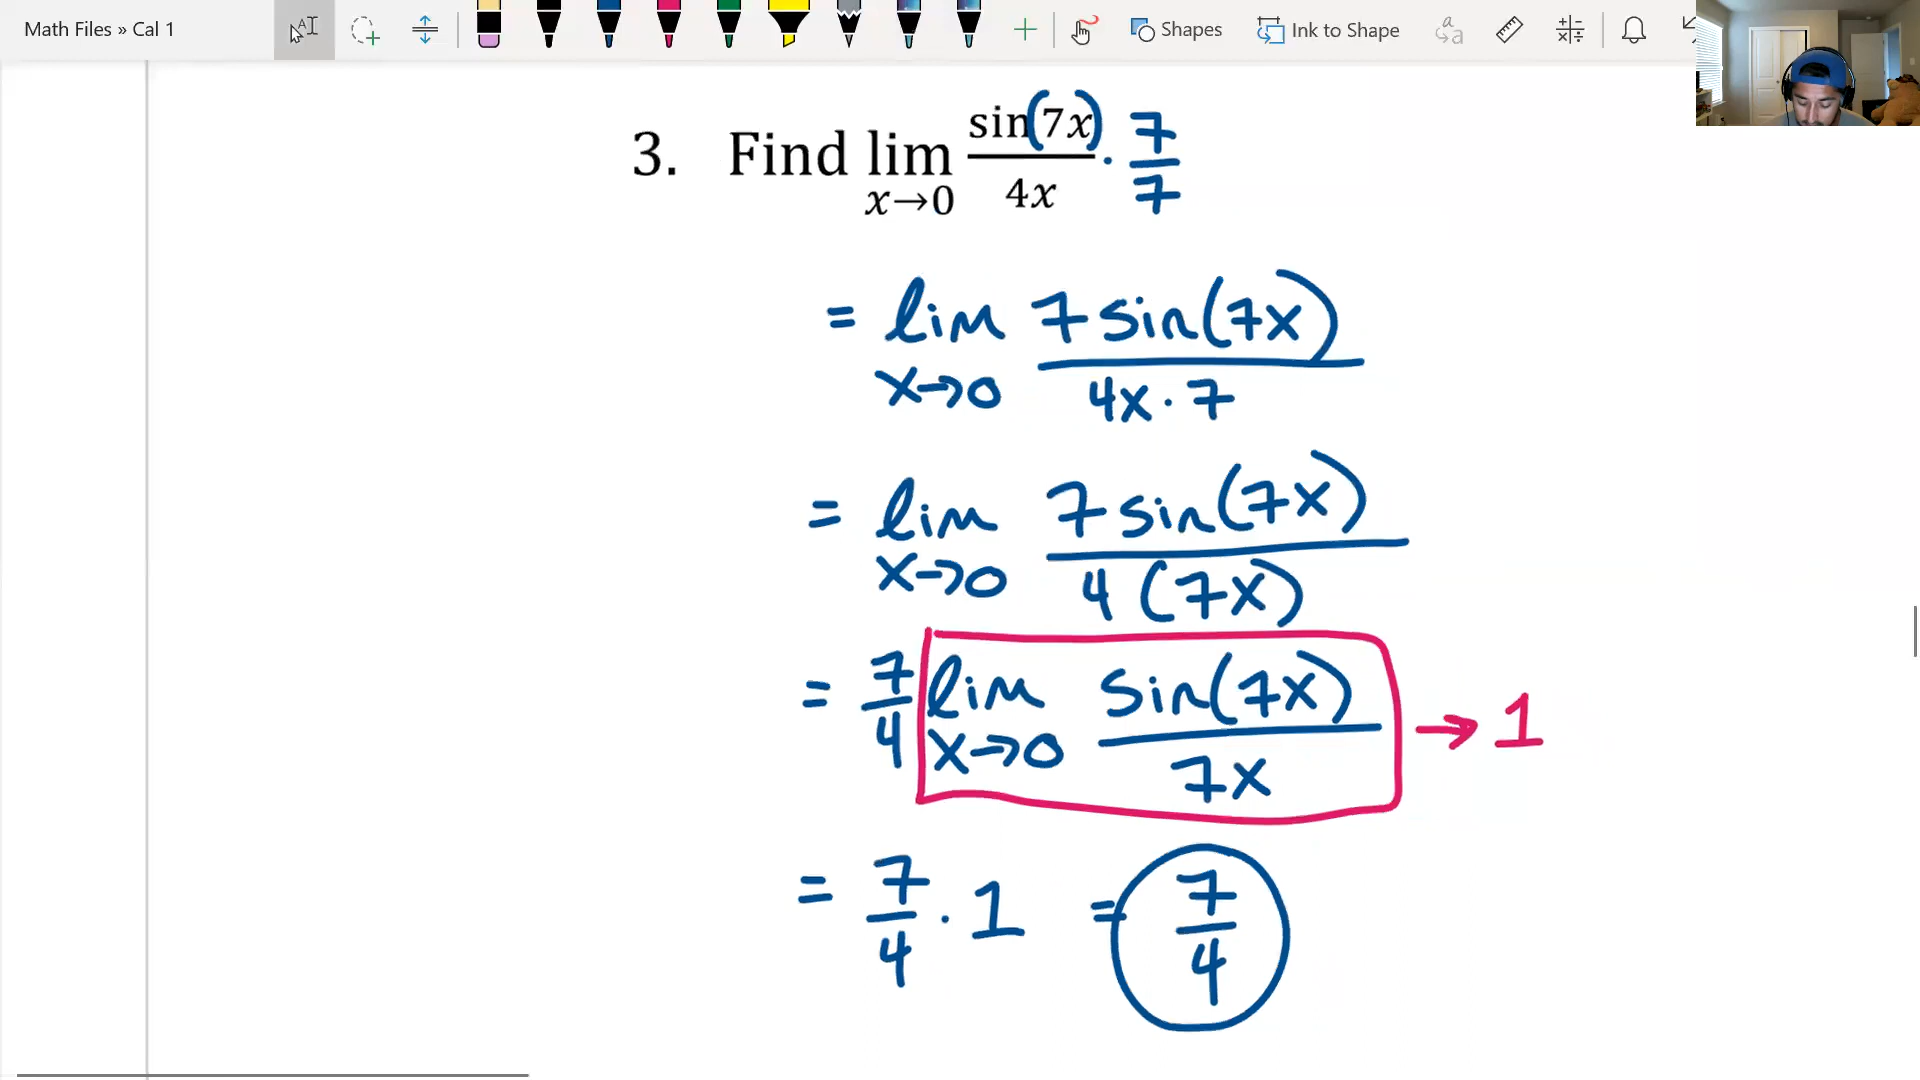 Math Files » Cal 1
Shapes
Ink to Shape
3. Find lim x→0 sin(7x)/4x · 7/7
= lim x→0 7sin(7x)/4x·7
= lim x→0 7sin(7x)/4(7x)
= 7/4 lim x→0 sin(7x)/7x → 1
= 7/4 · 1 = 7/4